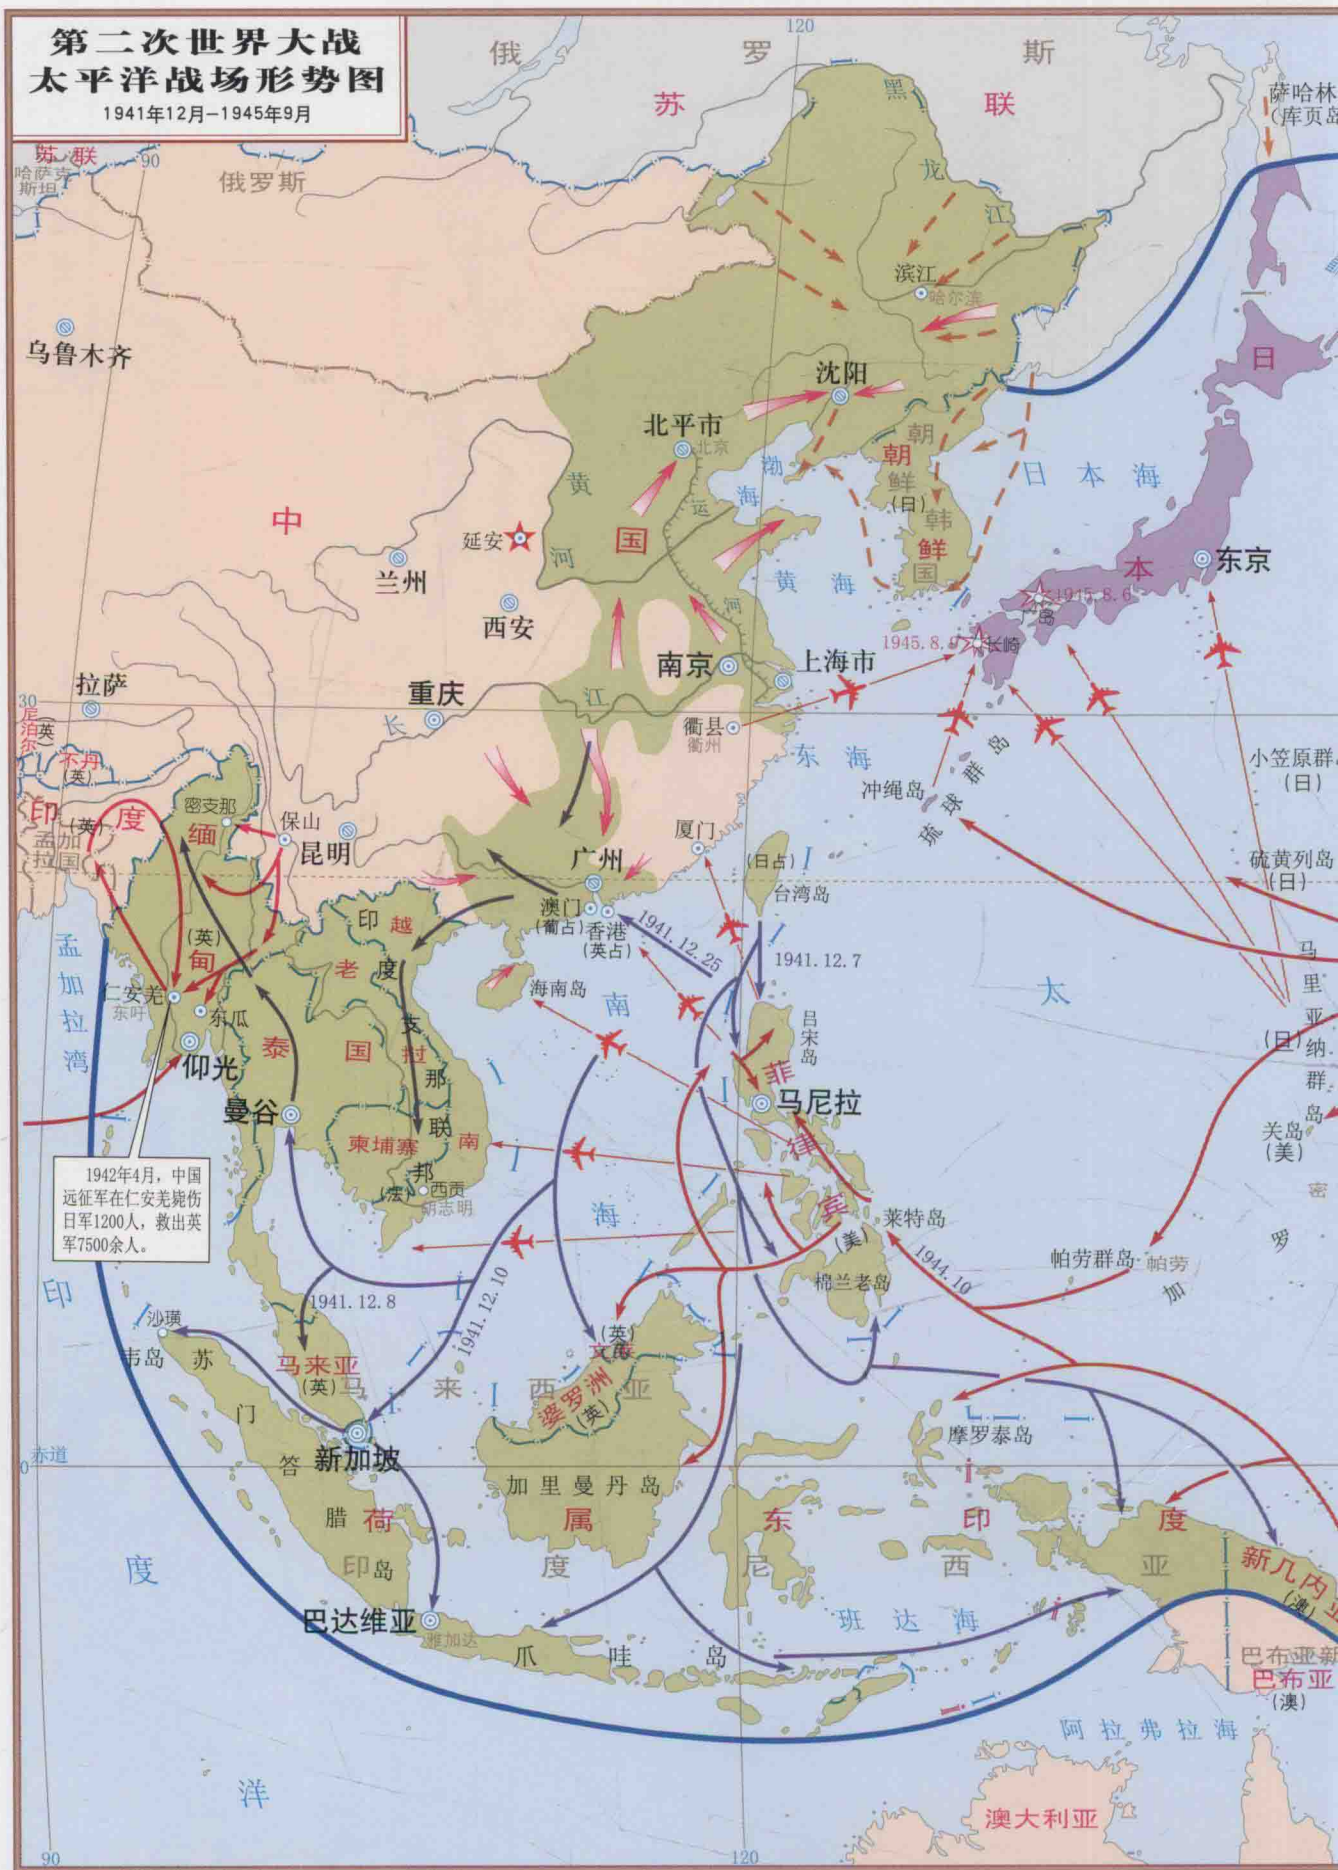 第二次世界大战
太平洋战场形势图
1941年12月—1945年9月
120
俄罗斯
苏联
萨哈林
(库页岛
黑龙江
苏联
90
哈萨克
斯坦
俄罗斯
滨江
哈尔滨
乌鲁木齐
沈阳
日本
北平市
北京
渤海
朝鲜
朝鲜
(日)
韩国
日本海
中国
黄河
运河
延安
兰州
西安
黄海
东京
1945.8.6
1945.8.9
长崎
南京
上海市
拉萨
重庆
长江
30
尼泊尔
(英)
不丹
(英)
衢县
衢州
东海
冲绳岛
琉球群岛
小笠原群
(日)
印度
(英)
孟加
拉国
密支那
缅甸
(英)
保山
昆明
厦门
广州
(日占)
台湾岛
硫黄列岛
(日)
澳门
(葡占)
香港
(英占)
1941.12.25
1941.12.7
印度支那联邦
(法)
越南
老挝
海南岛
南海
吕宋岛
太
马里亚纳群岛
(日)
孟加拉湾
仁安羌
东吁
东瓜
仰光
泰国
曼谷
菲律宾
(美)
马尼拉
关岛
(美)
柬埔寨
西贡
胡志明
1942年4月，中国
远征军在仁安羌毙伤
日军1200人，救出英
军7500余人。
莱特岛
1944.10
帕劳群岛
帕劳
密
罗
加
棉兰老岛
印度洋
1941.12.8
1941.12.10
沙璜
韦岛
苏门答腊岛
马来亚
(英)
马来西亚
(英)
文莱
婆罗洲
(英)
新加坡
摩罗泰岛
0
赤道
加里曼丹岛
荷属东印度
印度尼西亚
新几内亚
(澳)
巴达维亚
雅加达
爪哇岛
班达海
巴布亚新
巴布亚
(澳)
阿拉弗拉海
澳大利亚
90
120